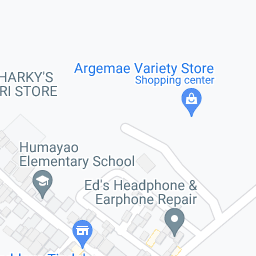 Argemae Variety Store
Shopping center
HARKY'S
RI STORE
Humayao
Elementary School
Ed's Headphone &
Earphone Repair